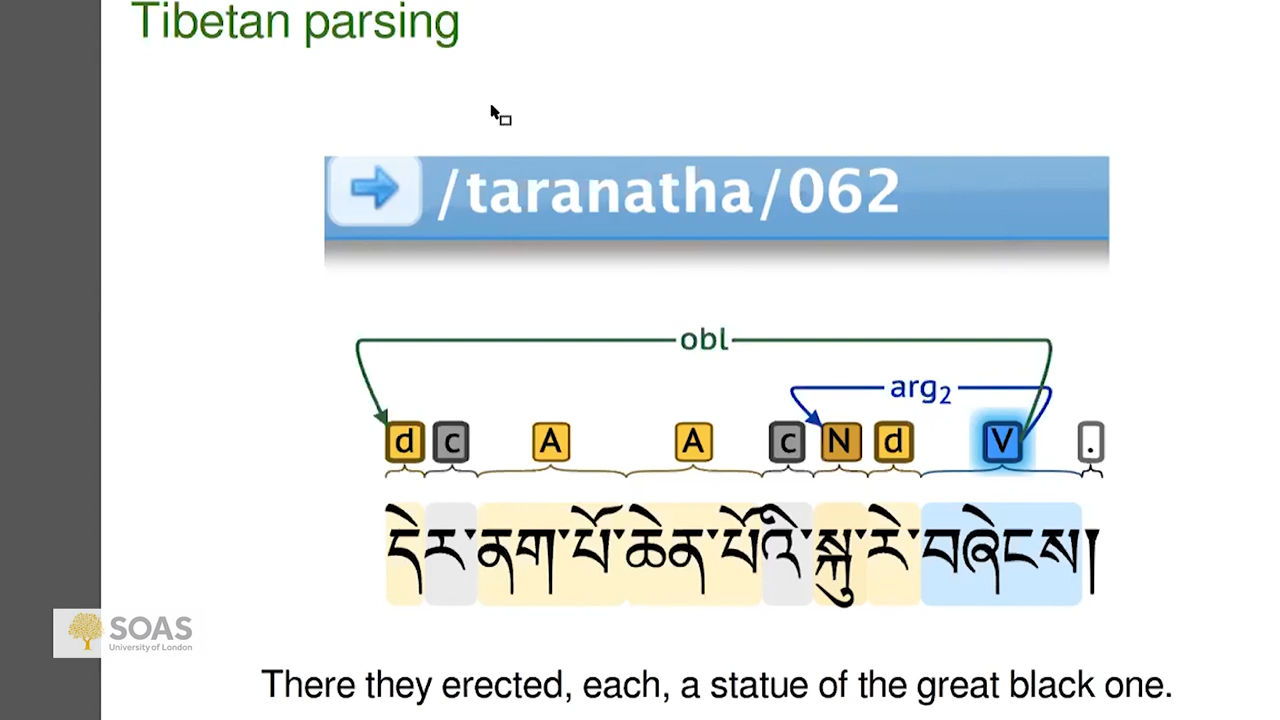 Tibetan parsing
/taranatha/062
obl
arg₂
d c A A c N d V .
དེར་ནག་པོ་ཆེན་པོའི་སྐུ་རེ་བཞེངས།
SOAS
University of London
There they erected, each, a statue of the great black one.